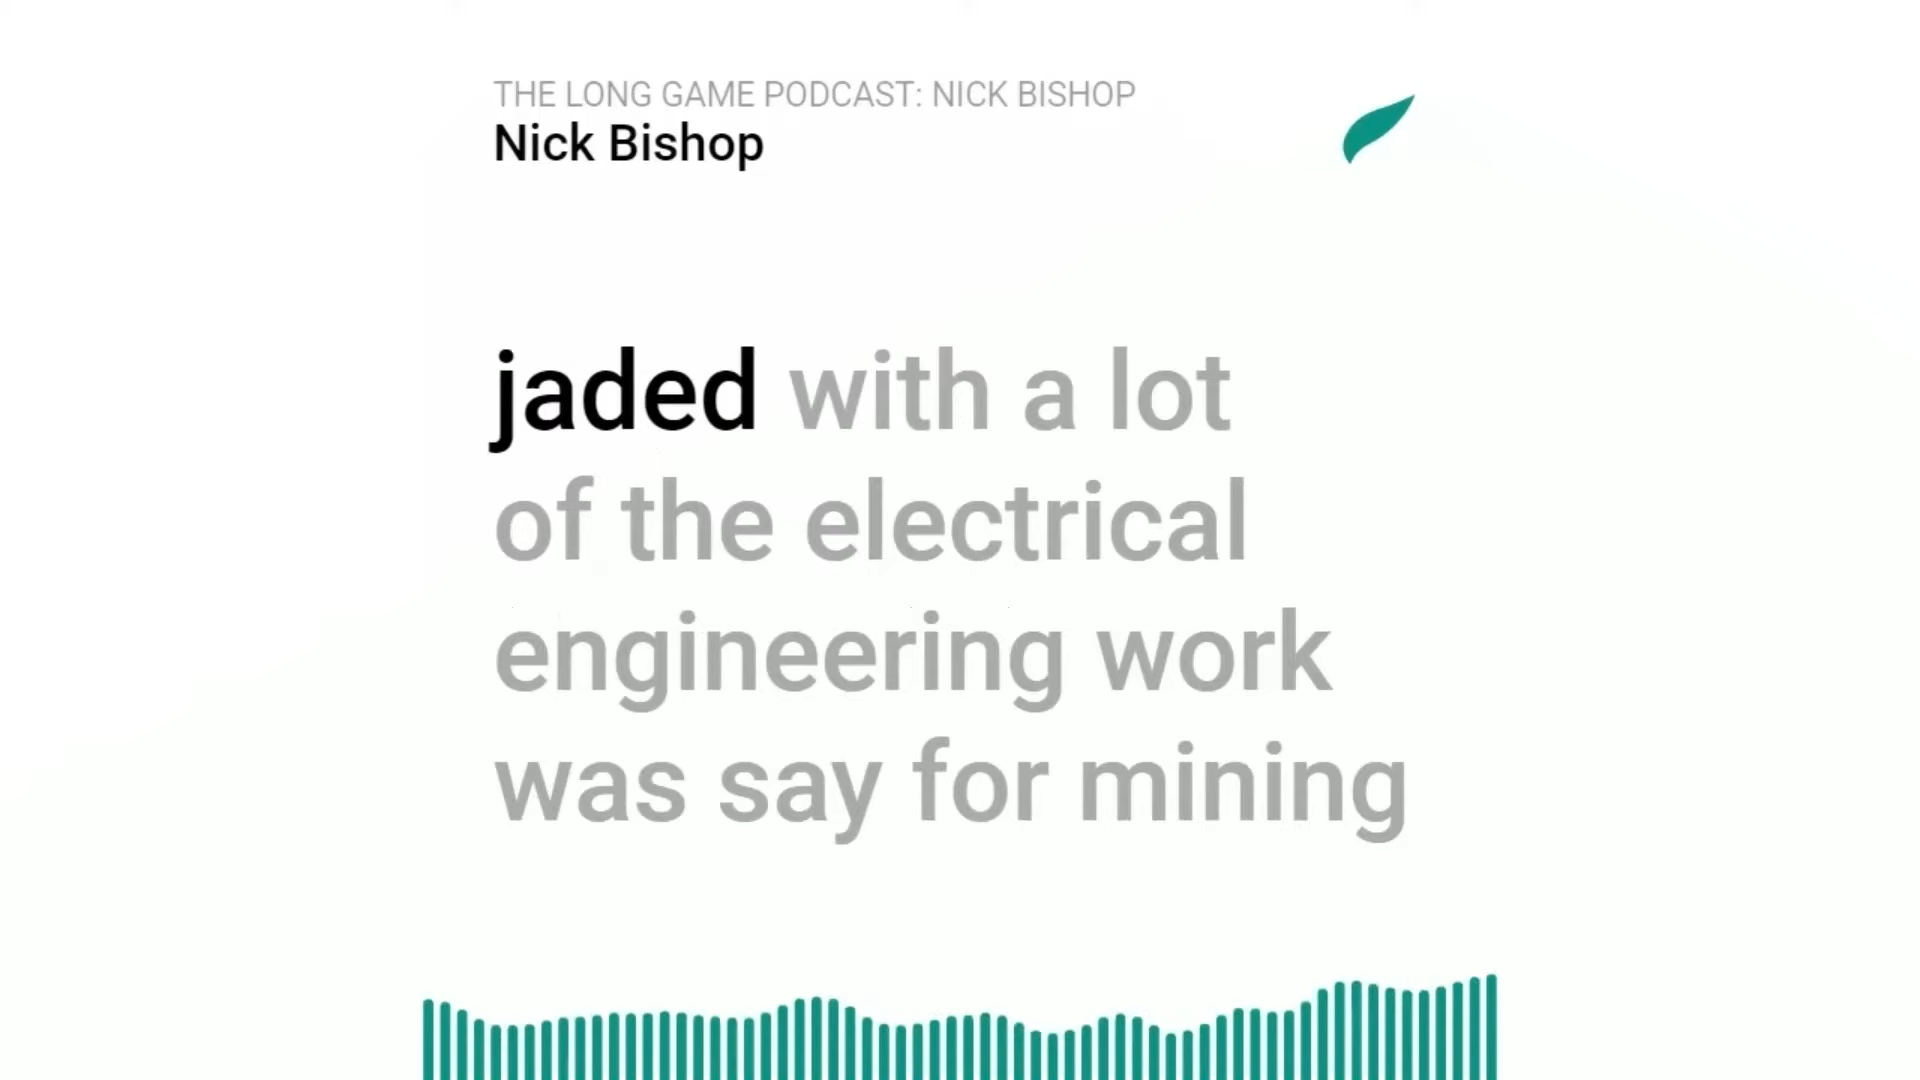 THE LONG GAME PODCAST: NICK BISHOP
Nick Bishop
jaded with a lot
of the electrical
engineering work
was say for mining